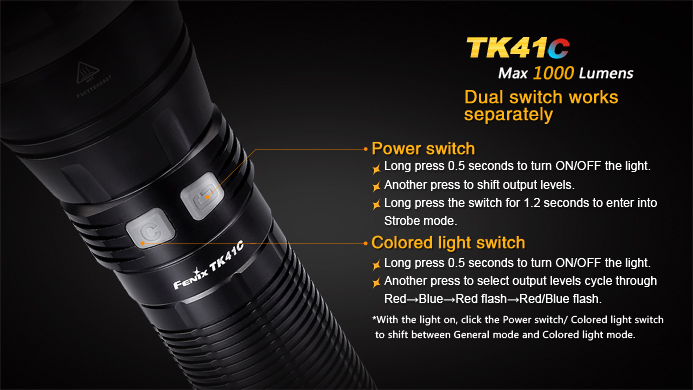 TK41C
Max 1000 Lumens
Dual switch works
separately
Power switch
Long press 0.5 seconds to turn ON/OFF the light.
Another press to shift output levels.
Long press the switch for 1.2 seconds to enter into
Strobe mode.
Colored light switch
Long press 0.5 seconds to turn ON/OFF the light.
Another press to select output levels cycle through
Red→Blue→Red flash→Red/Blue flash.
*With the light on, click the Power switch/ Colored light switch
to shift between General mode and Colored light mode.
C
FENIX TK41C